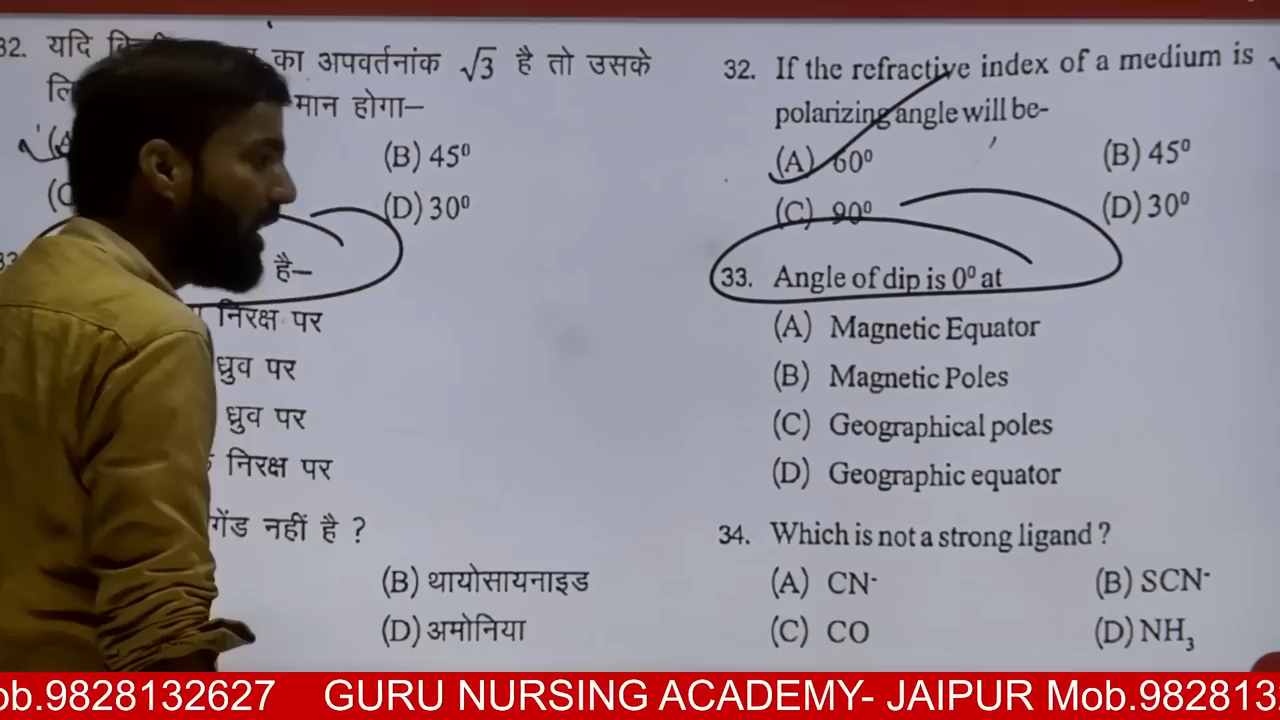 32. यदि का अपवर्तनांक √3 है तो उसके
मान होगा–
(B) 45⁰
(D) 30⁰
है–
निरक्ष पर
ध्रुव पर
ध्रुव पर
निरक्ष पर
नहीं है ?
(B) थायोसायनाइड
(D) अमोनिया
32. If the refractive index of a medium is
polarizing angle will be-
(A) 60⁰ (B) 45⁰
(C) 90⁰ (D) 30⁰
33. Angle of dip is 0⁰ at
(A) Magnetic Equator
(B) Magnetic Poles
(C) Geographical poles
(D) Geographic equator
34. Which is not a strong ligand ?
(A) CN⁻ (B) SCN⁻
(C) CO (D) NH₃
ob.9828132627 GURU NURSING ACADEMY- JAIPUR Mob.982813